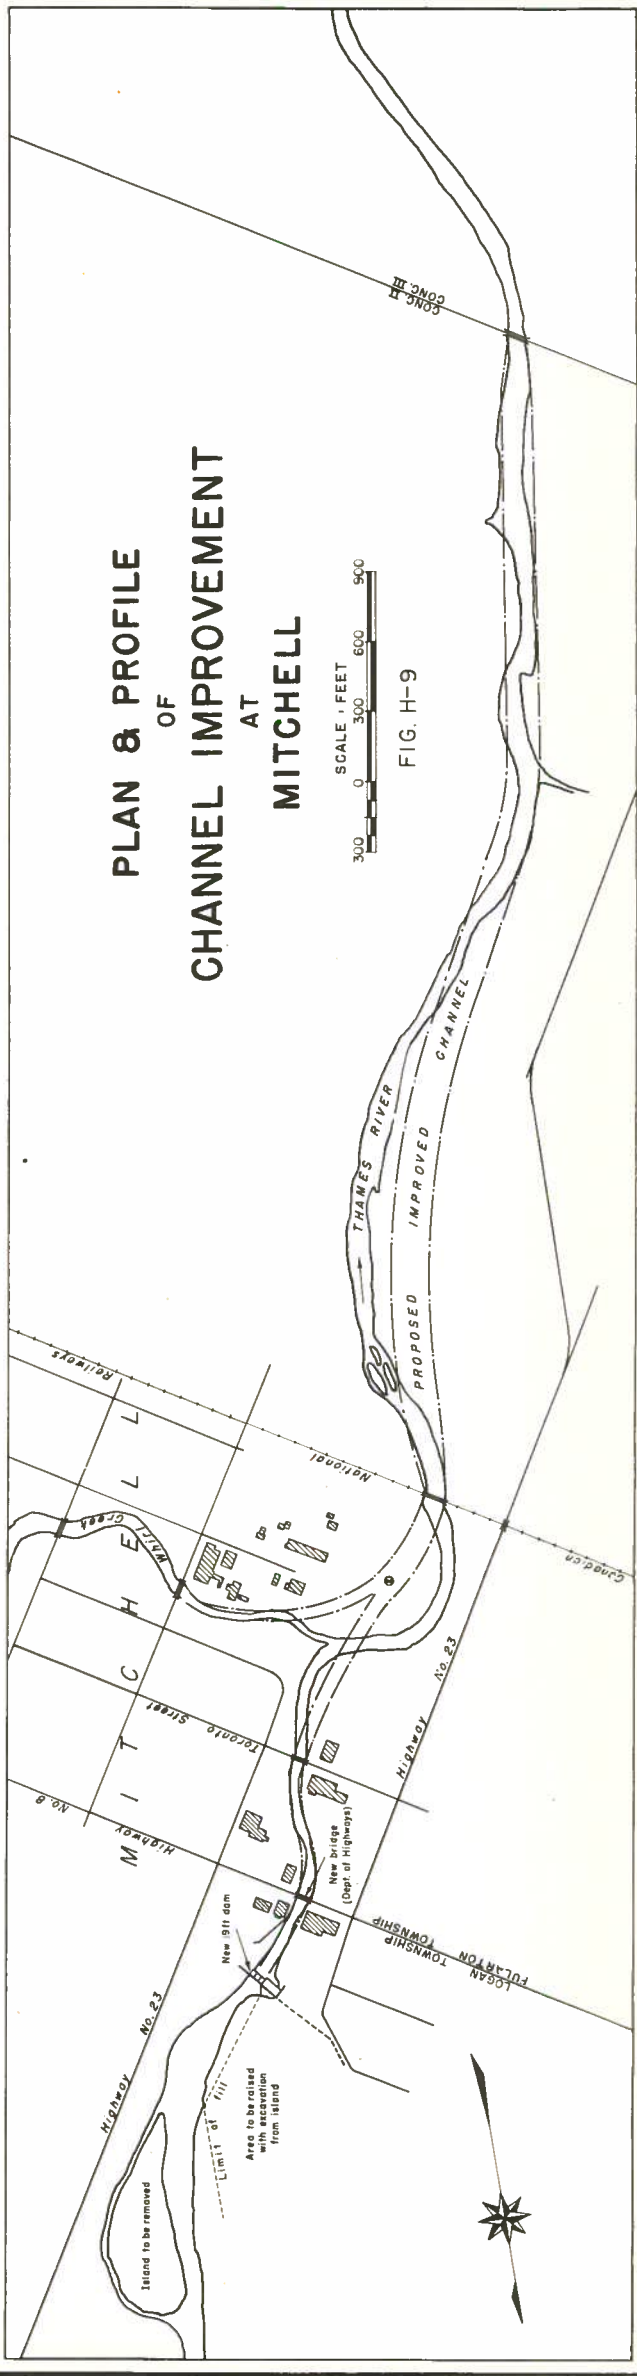 PLAN & PROFILE
OF
CHANNEL IMPROVEMENT
AT
MITCHELL
SCALE : FEET
300 0 300 600 900
FIG. H-9
CONC. II
CONC. III
THAMES RIVER
PROPOSED IMPROVED CHANNEL
Canadian National Railways
Whirl Creek
MITCHELL
Toronto Street
Highway No. 8
Highway No. 23
New bridge
(Dept. of Highways)
LOGAN TOWNSHIP
FULARTON TOWNSHIP
New 19ft dam
Highway No. 23
Limit of fill
Area to be raised
with excavation
from island
Island to be removed